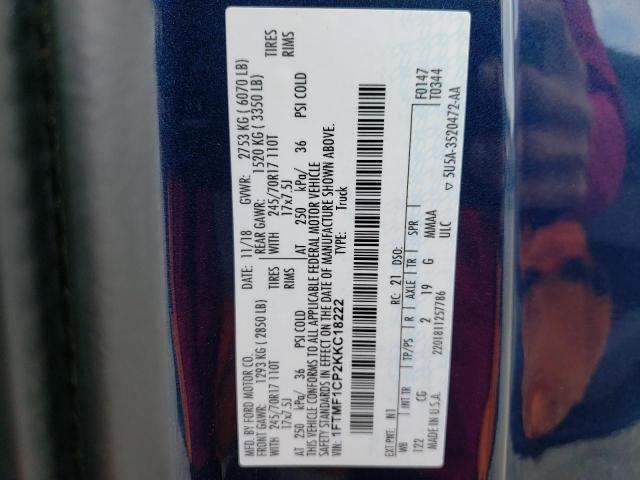 MFD. BY FORD MOTOR CO. DATE: 11/18 GVWR: 2753 KG ( 6070 LB)
FRONT GAWR: 1293 KG ( 2850 LB) REAR GAWR: 1520 KG ( 3350 LB)
WITH 245/70R17 110T TIRES WITH 245/70R17 110T TIRES
17x7.5J RIMS 17x7.5J RIMS
AT 250 kPa/ 36 PSI COLD AT 250 kPa/ 36 PSI COLD
THIS VEHICLE CONFORMS TO ALL APPLICABLE FEDERAL MOTOR VEHICLE
SAFETY STANDARDS IN EFFECT ON THE DATE OF MANUFACTURE SHOWN ABOVE.
VIN: 1FTMF1CP2KKC18222 TYPE: Truck
F0147
T0344
EXT PNT: N1 RC: 21 DSO:
WB INT TR TP/PS R AXLE TR SPR
122 CG 2 19 G MMAA
ULC
MADE IN U.S.A. 2201811257786 ▽ 5U5A-3520472-AA